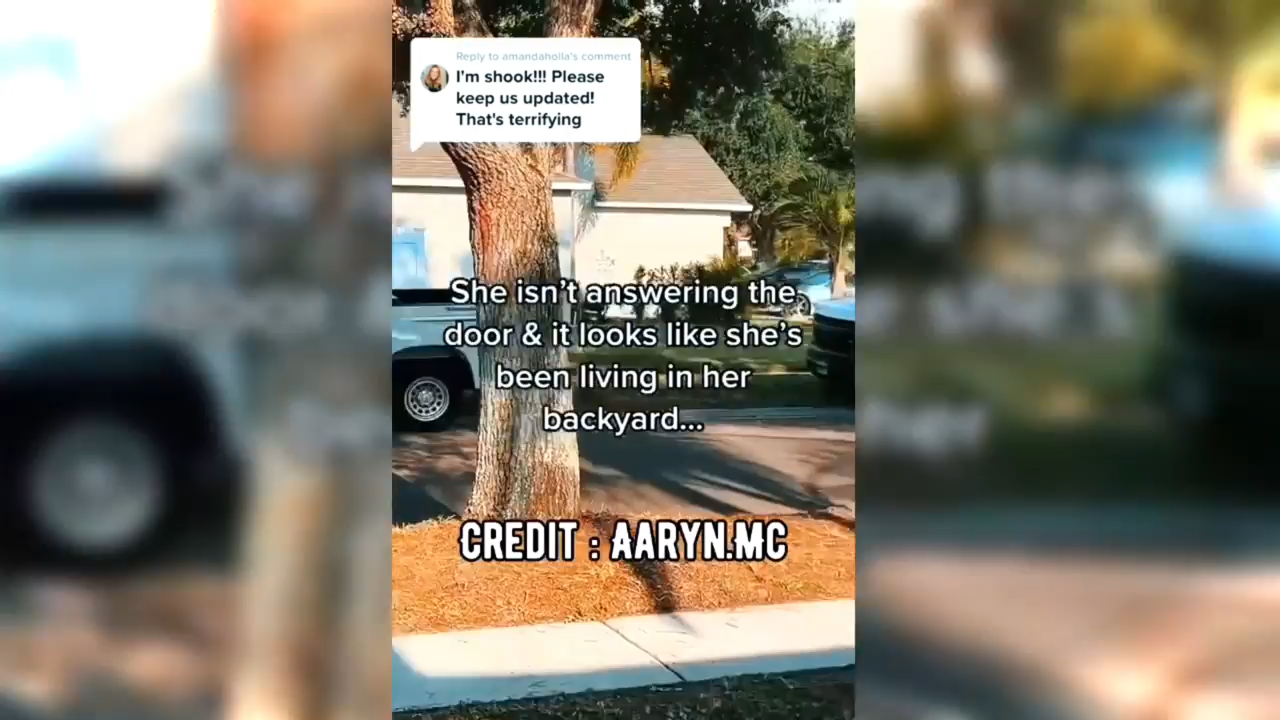 Reply to amandaholla's comment
I'm shook!!! Please
keep us updated!
That's terrifying
She isn't answering the
door & it looks like she's
been living in her
backyard...
CREDIT : AARYN.MC